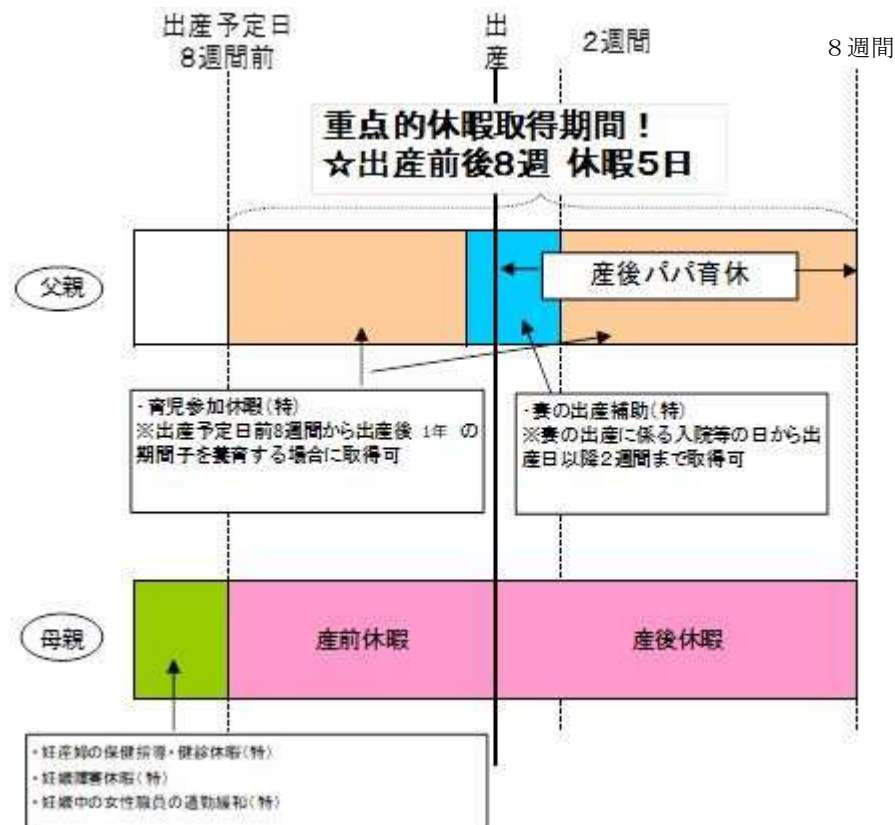 出産予定日
8週間前
出産
2週間
８週間
重点的休暇取得期間！
☆出産前後8週 休暇5日
父親
産後パパ育休
・育児参加休暇(特)
※出産予定日前8週間から出産後 1年 の
期間子を養育する場合に取得可
・妻の出産補助(特)
※妻の出産に係る入院等の日から出
産日以降2週間まで取得可
母親
産前休暇
産後休暇
・妊産婦の保健指導・健診休暇(特)
・妊娠障害休暇(特)
・妊娠中の女性職員の通勤緩和(特)